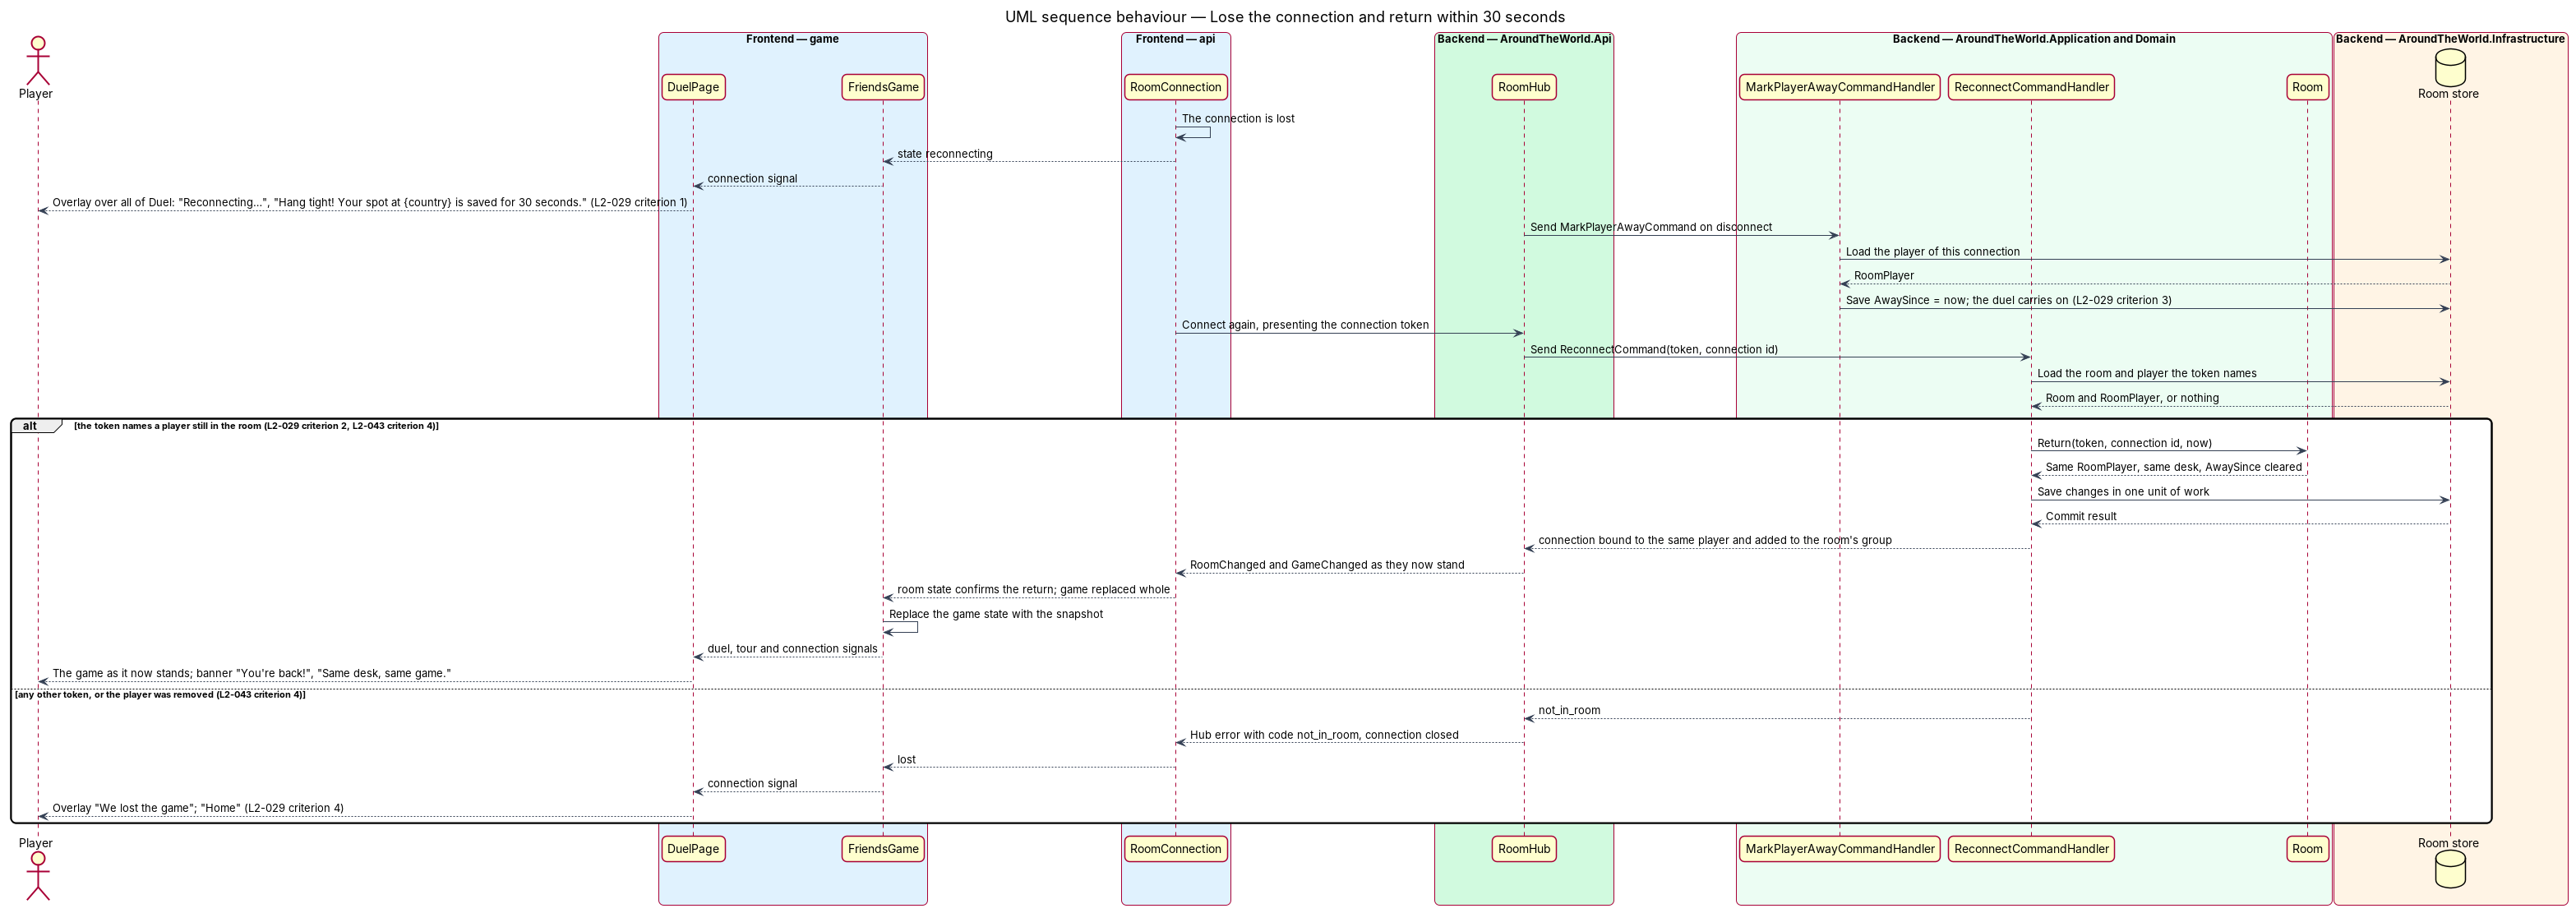 UML sequence behaviour — Lose the connection and return within 30 seconds
Frontend — game
Frontend — api
Backend — AroundTheWorld.Api
Backend — AroundTheWorld.Application and Domain
Backend — AroundTheWorld.Infrastructure
Player
DuelPage
FriendsGame
RoomConnection
RoomHub
MarkPlayerAwayCommandHandler
ReconnectCommandHandler
Room
Room store
The connection is lost
state reconnecting
connection signal
Overlay over all of Duel: "Reconnecting...", "Hang tight! Your spot at {country} is saved for 30 seconds." (L2-029 criterion 1)
Send MarkPlayerAwayCommand on disconnect
Load the player of this connection
RoomPlayer
Save AwaySince = now; the duel carries on (L2-029 criterion 3)
Connect again, presenting the connection token
Send ReconnectCommand(token, connection id)
Load the room and player the token names
Room and RoomPlayer, or nothing
alt [the token names a player still in the room (L2-029 criterion 2, L2-043 criterion 4)]
Return(token, connection id, now)
Same RoomPlayer, same desk, AwaySince cleared
Save changes in one unit of work
Commit result
connection bound to the same player and added to the room's group
RoomChanged and GameChanged as they now stand
room state confirms the return; game replaced whole
Replace the game state with the snapshot
duel, tour and connection signals
The game as it now stands; banner "You're back!", "Same desk, same game."
[any other token, or the player was removed (L2-043 criterion 4)]
not_in_room
Hub error with code not_in_room, connection closed
lost
connection signal
Overlay "We lost the game"; "Home" (L2-029 criterion 4)
Player
DuelPage
FriendsGame
RoomConnection
RoomHub
MarkPlayerAwayCommandHandler
ReconnectCommandHandler
Room
Room store